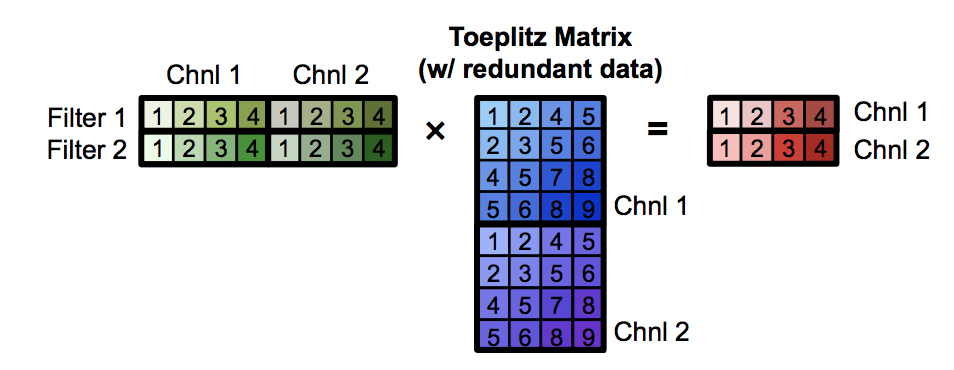 Toeplitz Matrix
(w/ redundant data)
Chnl 1 Chnl 2
Filter 1 1 2 3 4 1 2 3 4
Filter 2 1 2 3 4 1 2 3 4
×
1 2 4 5
2 3 5 6
4 5 7 8
5 6 8 9 Chnl 1
1 2 4 5
2 3 5 6
4 5 7 8
5 6 8 9 Chnl 2
=
1 2 3 4 Chnl 1
1 2 3 4 Chnl 2